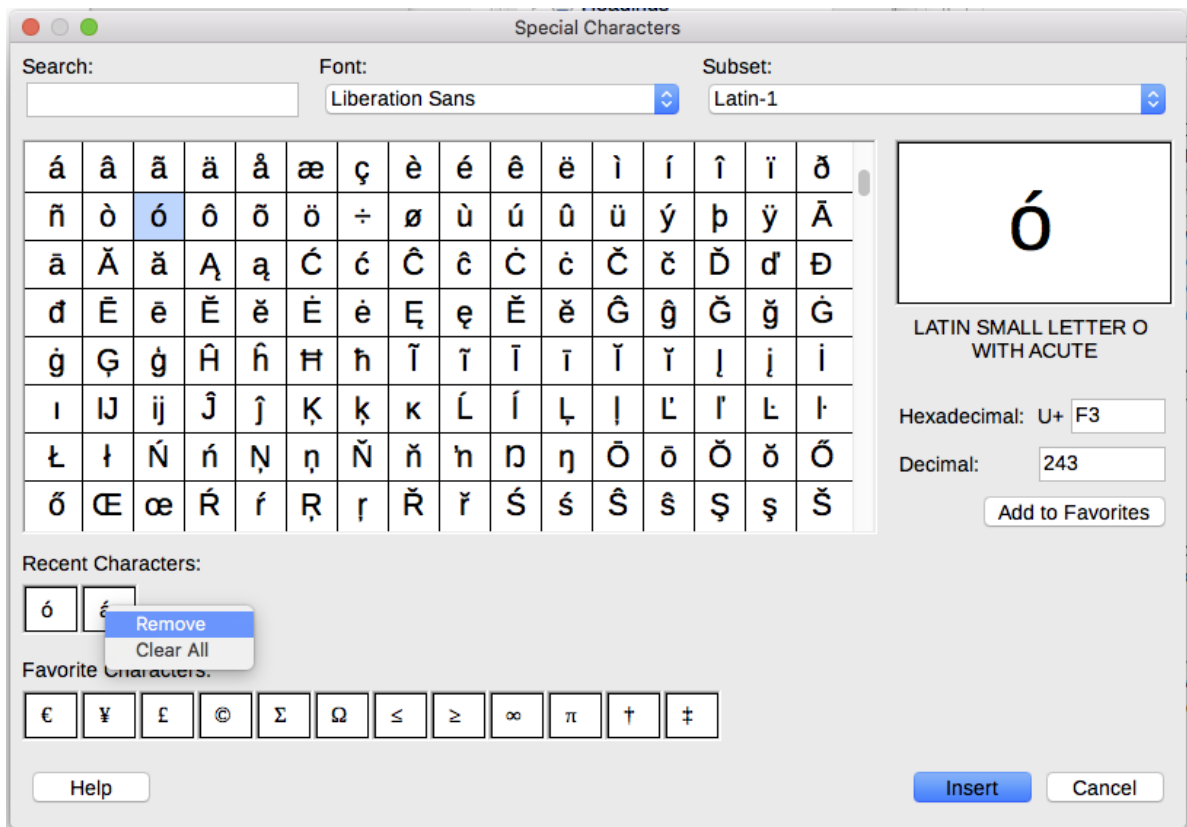 Special Characters
Search: Font: Subset:
Liberation Sans Latin-1
á â ã ä å æ ç è é ê ë ì í î ï ð
ñ ò ó ô õ ö ÷ ø ù ú û ü ý þ ÿ Ā
ā Ă ă Ą ą Ć ć Ĉ ĉ Ċ ċ Č č Ď ď Đ
đ Ē ē Ĕ ĕ Ė ė Ę ę Ě ě Ĝ ĝ Ğ ğ Ġ
ġ Ģ ģ Ĥ ĥ Ħ ħ Ĩ ĩ Ī ī Ĭ ĭ Į į İ
ı Ĳ ĳ Ĵ ĵ Ķ ķ ĸ Ĺ ĺ Ļ ļ Ľ ľ Ŀ ŀ
Ł ł Ń ń Ņ ņ Ň ň ŉ Ŋ ŋ Ō ō Ŏ ŏ Ő
ő Œ œ Ŕ ŕ Ŗ ŗ Ř ř Ś ś Ŝ ŝ Ş ş Š
ó
LATIN SMALL LETTER O
WITH ACUTE
Hexadecimal: U+ F3
Decimal: 243
Add to Favorites
Recent Characters:
ó á
Remove
Clear All
Favorite Characters:
€ ¥ £ © Σ Ω ≤ ≥ ∞ π † ‡
Help Insert Cancel